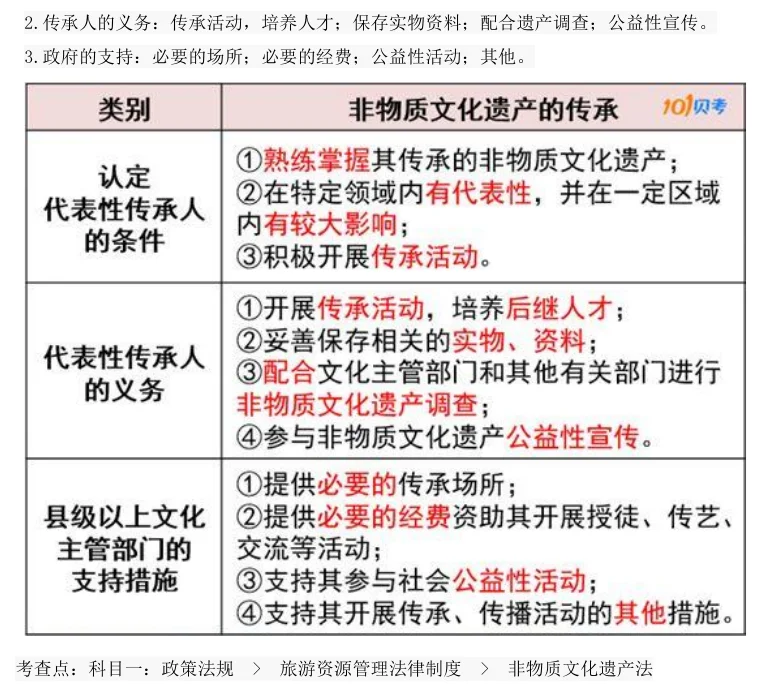 2.传承人的义务：传承活动，培养人才；保存实物资料；配合遗产调查；公益性宣传。
3.政府的支持：必要的场所；必要的经费；公益性活动；其他。
类别
非物质文化遗产的传承
101贝考
认定
代表性传承人
的条件
①熟练掌握其传承的非物质文化遗产；
②在特定领域内有代表性，并在一定区域
内有较大影响；
③积极开展传承活动。
代表性传承人
的义务
①开展传承活动，培养后继人才；
②妥善保存相关的实物、资料；
③配合文化主管部门和其他有关部门进行
非物质文化遗产调查；
④参与非物质文化遗产公益性宣传。
县级以上文化
主管部门的
支持措施
①提供必要的传承场所；
②提供必要的经费资助其开展授徒、传艺、
交流等活动；
③支持其参与社会公益性活动；
④支持其开展传承、传播活动的其他措施。
考查点：科目一：政策法规 > 旅游资源管理法律制度 > 非物质文化遗产法